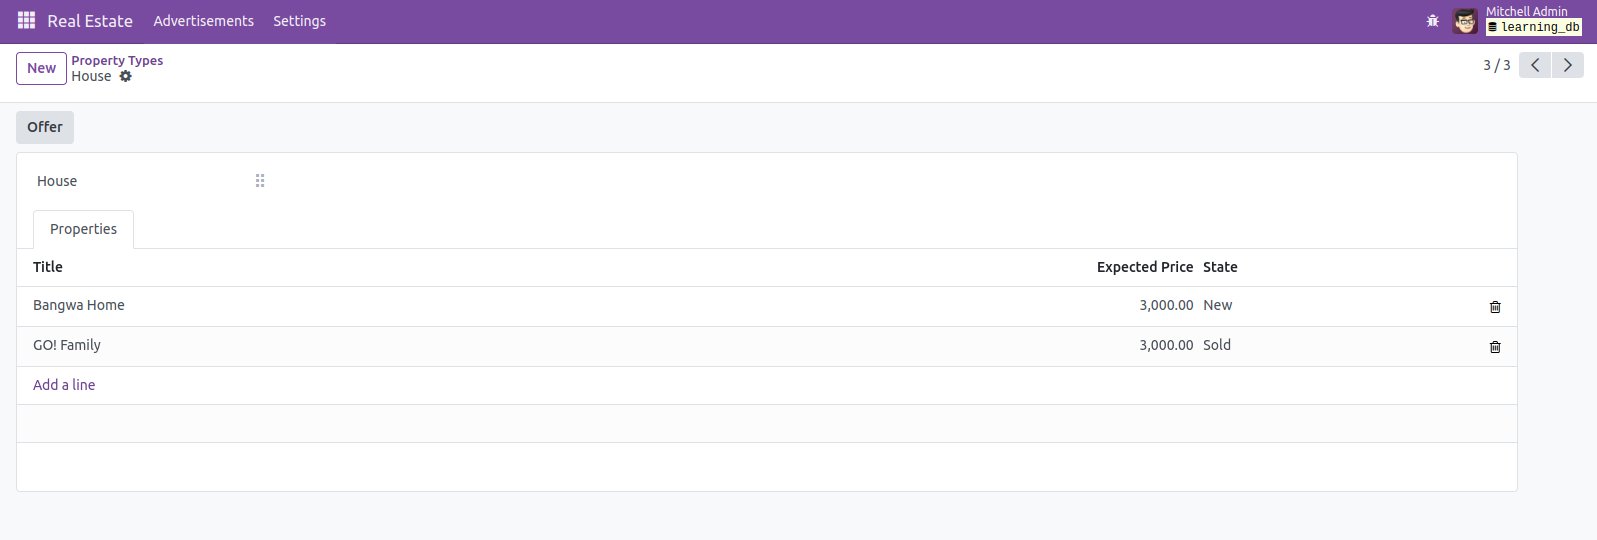 Real Estate Advertisements Settings Mitchell Admin
learning_db
New Property Types 3 / 3
House
Offer
House
Properties
Title Expected Price State
Bangwa Home 3,000.00 New
GO! Family 3,000.00 Sold
Add a line